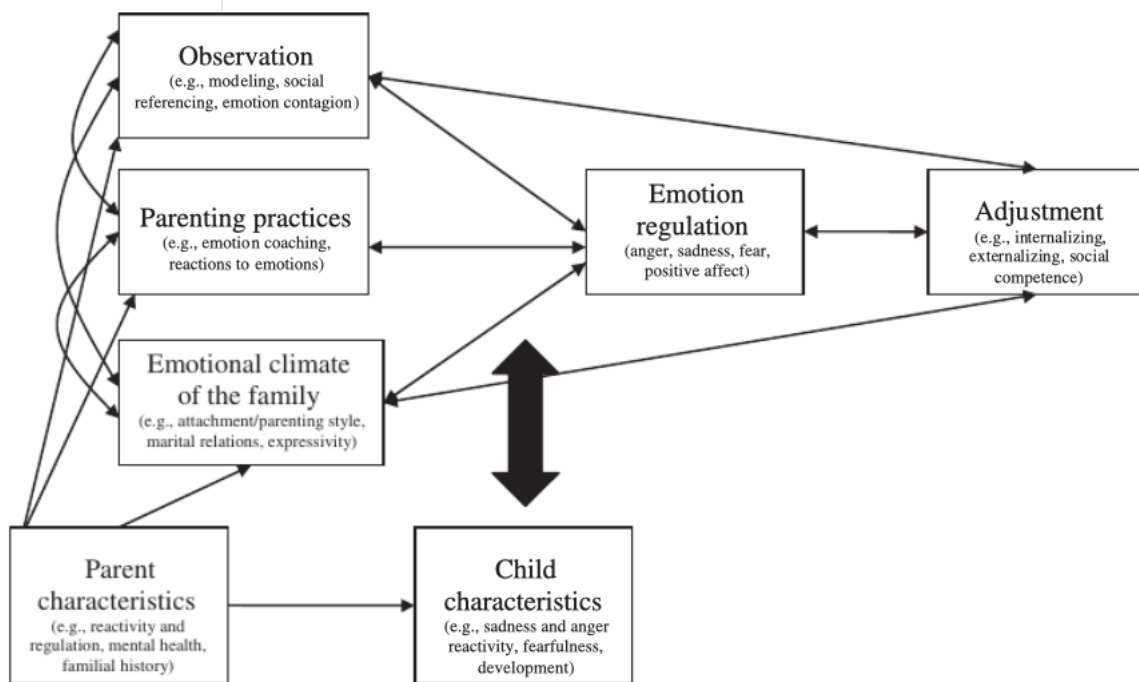 Observation
(e.g., modeling, social
referencing, emotion contagion)
Parenting practices
(e.g., emotion coaching,
reactions to emotions)
Emotion
regulation
(anger, sadness, fear,
positive affect)
Adjustment
(e.g., internalizing,
externalizing, social
competence)
Emotional climate
of the family
(e.g., attachment/parenting style,
marital relations, expressivity)
Parent
characteristics
(e.g., reactivity and
regulation, mental health,
familial history)
Child
characteristics
(e.g., sadness and anger
reactivity, fearfulness,
development)